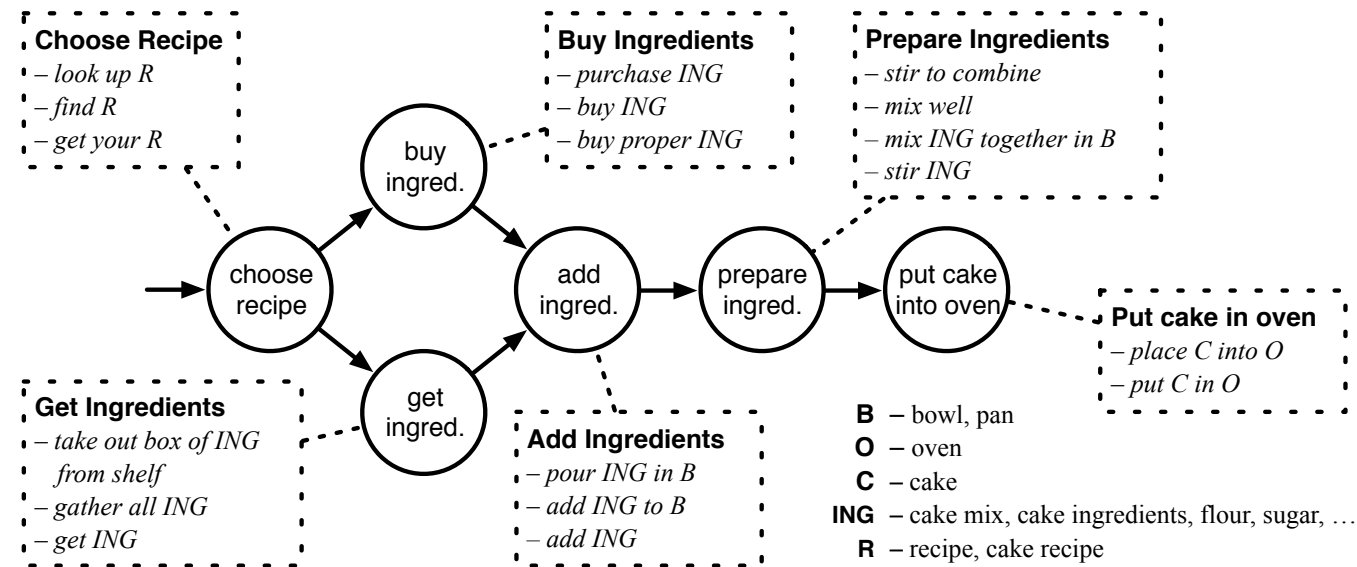 Choose Recipe
– look up R
– find R
– get your R
Buy Ingredients
– purchase ING
– buy ING
– buy proper ING
Prepare Ingredients
– stir to combine
– mix well
– mix ING together in B
– stir ING
buy
ingred.
choose
recipe
add
ingred.
prepare
ingred.
put cake
into oven
Put cake in oven
– place C into O
– put C in O
get
ingred.
Get Ingredients
– take out box of ING
from shelf
– gather all ING
– get ING
Add Ingredients
– pour ING in B
– add ING to B
– add ING
B – bowl, pan
O – oven
C – cake
ING – cake mix, cake ingredients, flour, sugar, …
R – recipe, cake recipe